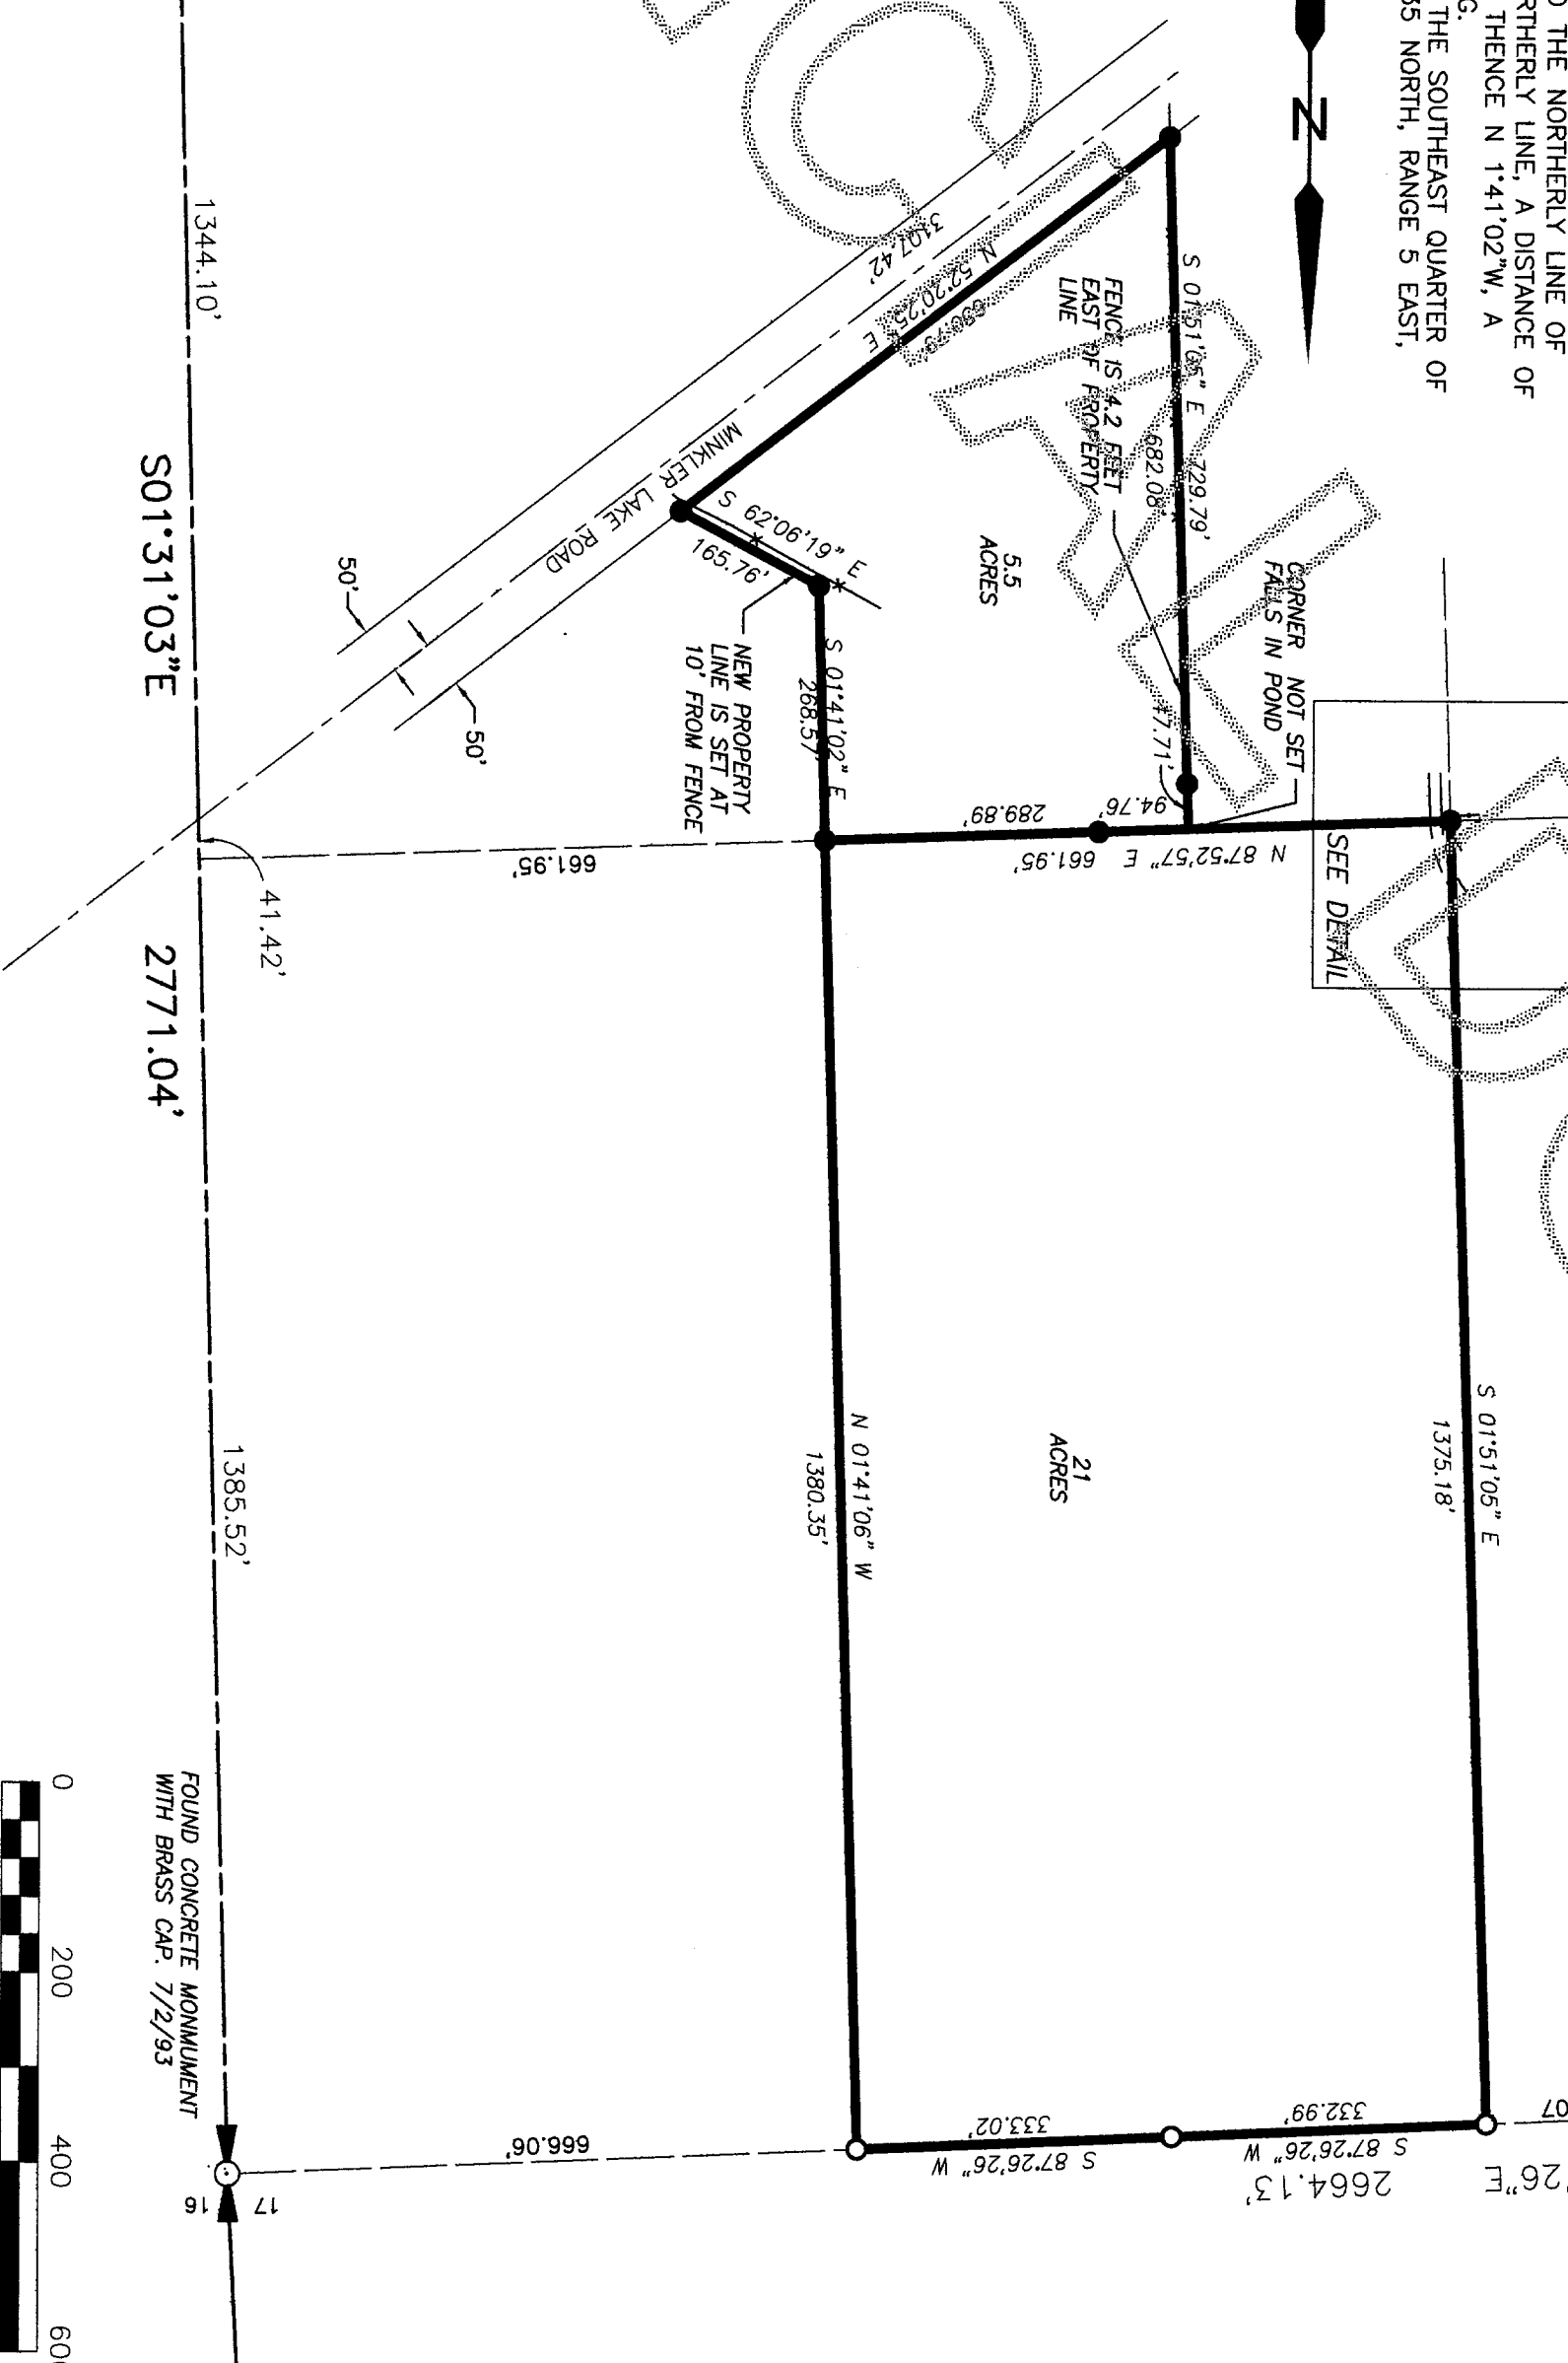 THE NORTHERLY LINE OF
RTHERLY LINE, A DISTANCE OF
THENCE N 1°41'02"W, A
G.
THE SOUTHEAST QUARTER OF
35 NORTH, RANGE 5 EAST,
N
S 01°51'05" E 729.79'
682.08'
FENCE IS 4.2 FEET
EAST OF PROPERTY
LINE
N 52°20'25" E
3107.42'
MINKLER LAKE ROAD
5.5
ACRES
CORNER NOT SET
FALLS IN POND
47.71'
S 62°06'19" E
165.76'
S 01°41'02" E
268.57'
NEW PROPERTY
LINE IS SET AT
10' FROM FENCE
50'
50'
94.76'
289.89'
N 87°52'57" E 661.95'
661.95'
SEE DETAIL
1344.10'
S01°31'03"E 2771.04'
41.42'
1385.52'
S 01°51'05" E
1375.18'
21
ACRES
N 01°41'06" W
1380.35'
332.99'
S 87°26'26" W
333.02'
S 87°26'26" W
2664.13'
26"E
07
666.06'
17
16
FOUND CONCRETE MONMUMENT
WITH BRASS CAP. 7/2/93
0 200 400